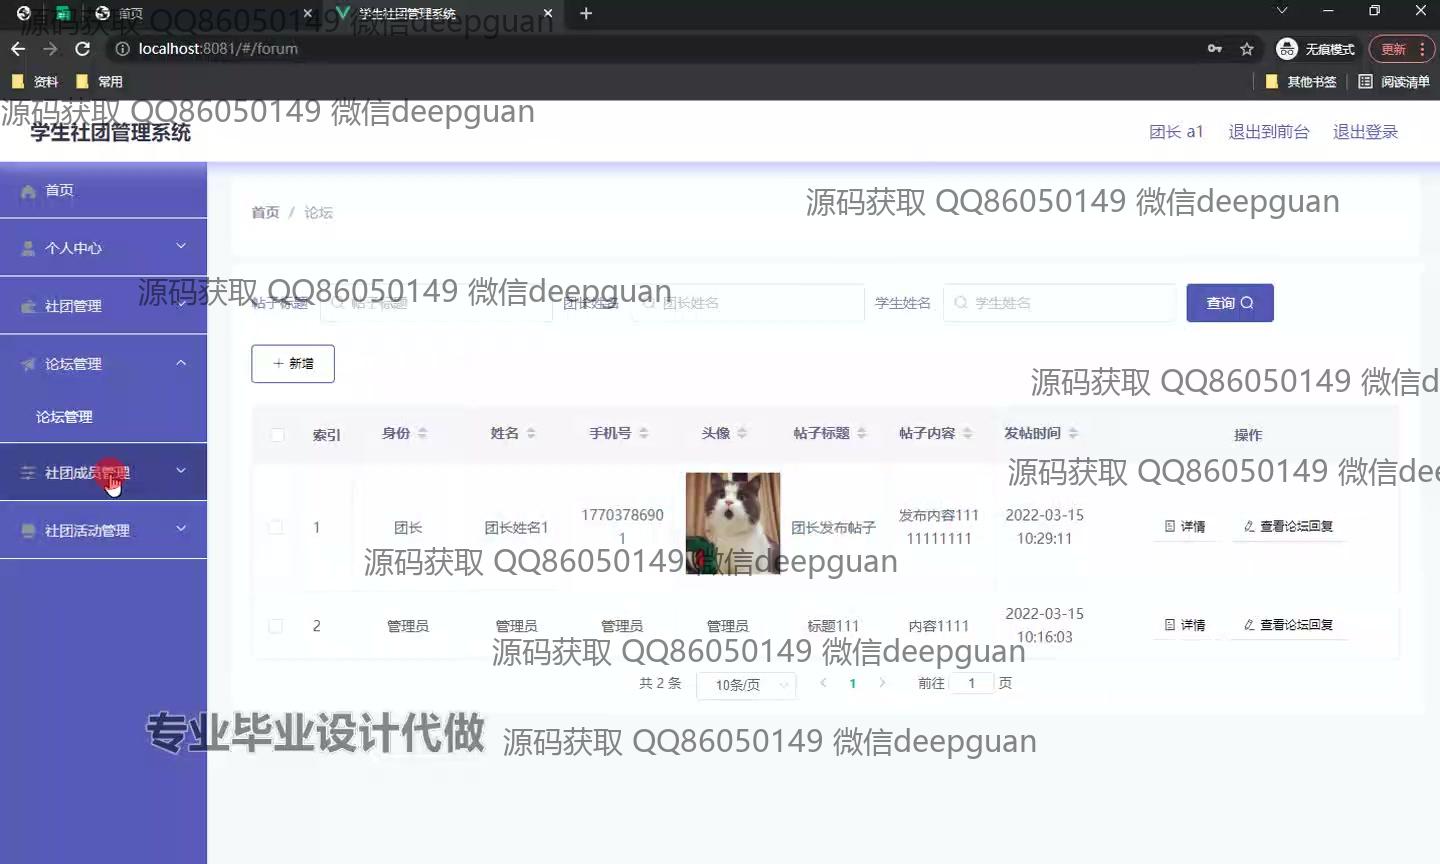 首页
学生社团管理系统
源码获取 QQ86050149 微信deepguan
localhost:8081/#/forum
无痕模式
更新
资料
常用
其他书签
阅读清单
源码获取 QQ86050149 微信deepguan
学生社团管理系统
团长 a1
退出到前台
退出登录
首页
个人中心
社团管理
论坛管理
论坛管理
社团成员管理
社团活动管理
首页 / 论坛
源码获取 QQ86050149 微信deepguan
源码获取 QQ86050149 微信deepguan
帖子标题
帖子标题
团长姓名
团长姓名
学生姓名
学生姓名
查询
+ 新增
源码获取 QQ86050149 微信d
索引 身份 姓名 手机号 头像 帖子标题 帖子内容 发帖时间 操作
源码获取 QQ86050149 微信dee
1 团长 团长姓名1 1770378690
1
团长发布帖子 发布内容111
11111111
2022-03-15
10:29:11
详情 查看论坛回复
源码获取 QQ86050149 微信deepguan
2 管理员 管理员 管理员 管理员 标题111 内容1111 2022-03-15
10:16:03
详情 查看论坛回复
源码获取 QQ86050149 微信deepguan
共 2 条 10条/页 1 前往 1 页
专业毕业设计代做
源码获取 QQ86050149 微信deepguan